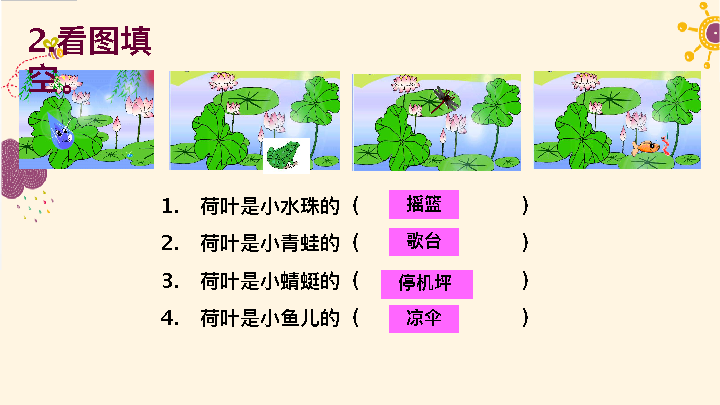 2.看图填
空。
1. 荷叶是小水珠的（ 摇篮 ）
2. 荷叶是小青蛙的（ 歌台 ）
3. 荷叶是小蜻蜓的（ 停机坪 ）
4. 荷叶是小鱼儿的（ 凉伞 ）